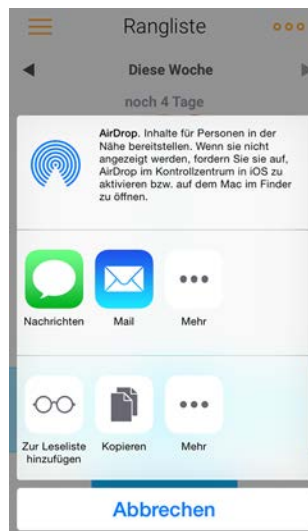 Rangliste
Diese Woche
noch 4 Tage
AirDrop. Inhalte für Personen in der
Nähe bereitstellen. Wenn sie nicht
angezeigt werden, fordern Sie sie auf,
AirDrop im Kontrollzentrum in iOS zu
aktivieren bzw. auf dem Mac im Finder
zu öffnen.
Nachrichten Mail Mehr
Zur Leseliste Kopieren Mehr
hinzufügen
Abbrechen